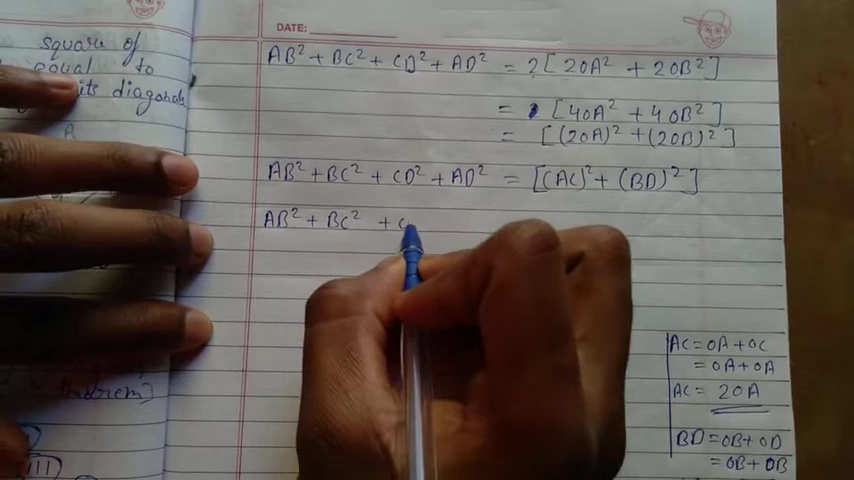 square of
equal to
its diagonals
theorem]
III
DATE:
AB² + BC² + CD² + AD² = 2[2OA² + 2OB²]
= [4OA² + 4OB²]
= [(2OA)² + (2OB)²]
AB² + BC² + CD² + AD² = [(AC)² + (BD)²]
AB² + BC² + C
AC = OA + OC
= OA + OA
AC = 2OA
BD = OB + OD
= OB + OB